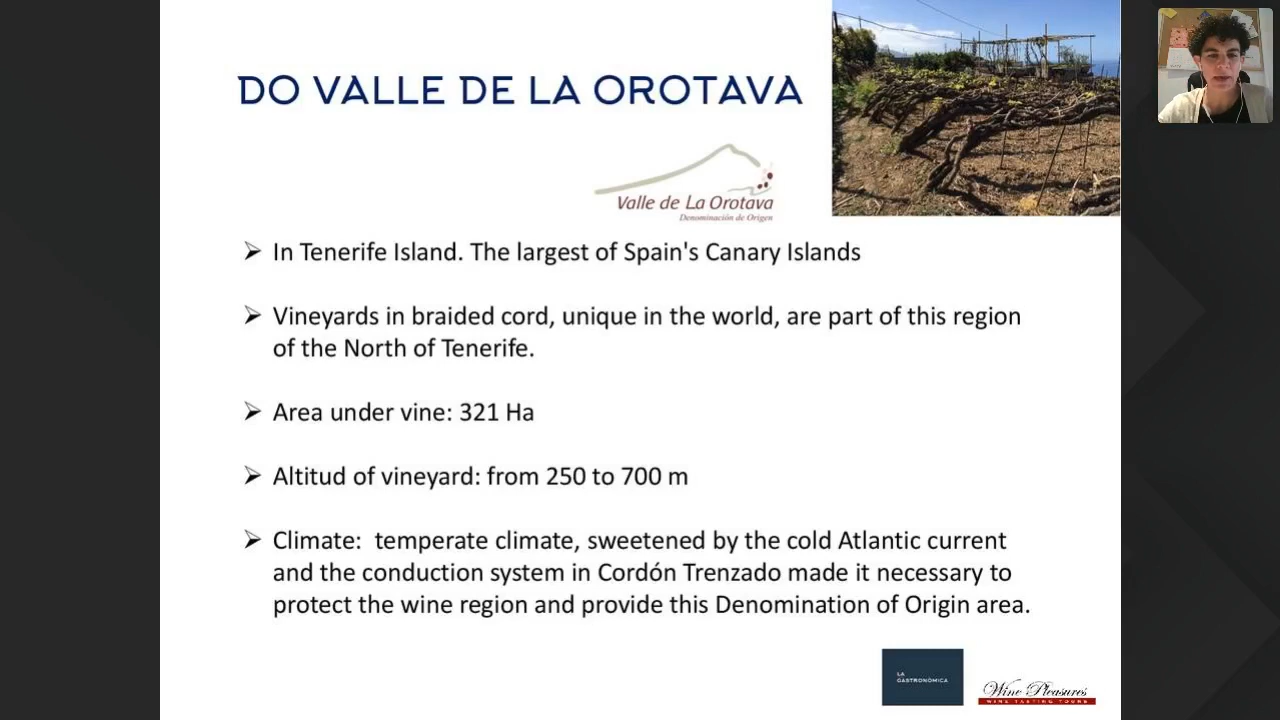 DO VALLE DE LA OROTAVA
Valle de La Orotava
Denominación de Origen
➢ In Tenerife Island. The largest of Spain's Canary Islands
➢ Vineyards in braided cord, unique in the world, are part of this region
of the North of Tenerife.
➢ Area under vine: 321 Ha
➢ Altitud of vineyard: from 250 to 700 m
➢ Climate:  temperate climate, sweetened by the cold Atlantic current
and the conduction system in Cordón Trenzado made it necessary to
protect the wine region and provide this Denomination of Origin area.
LA
GASTRONÒMICA
Wine Pleasures
WINE TASTING TOURS